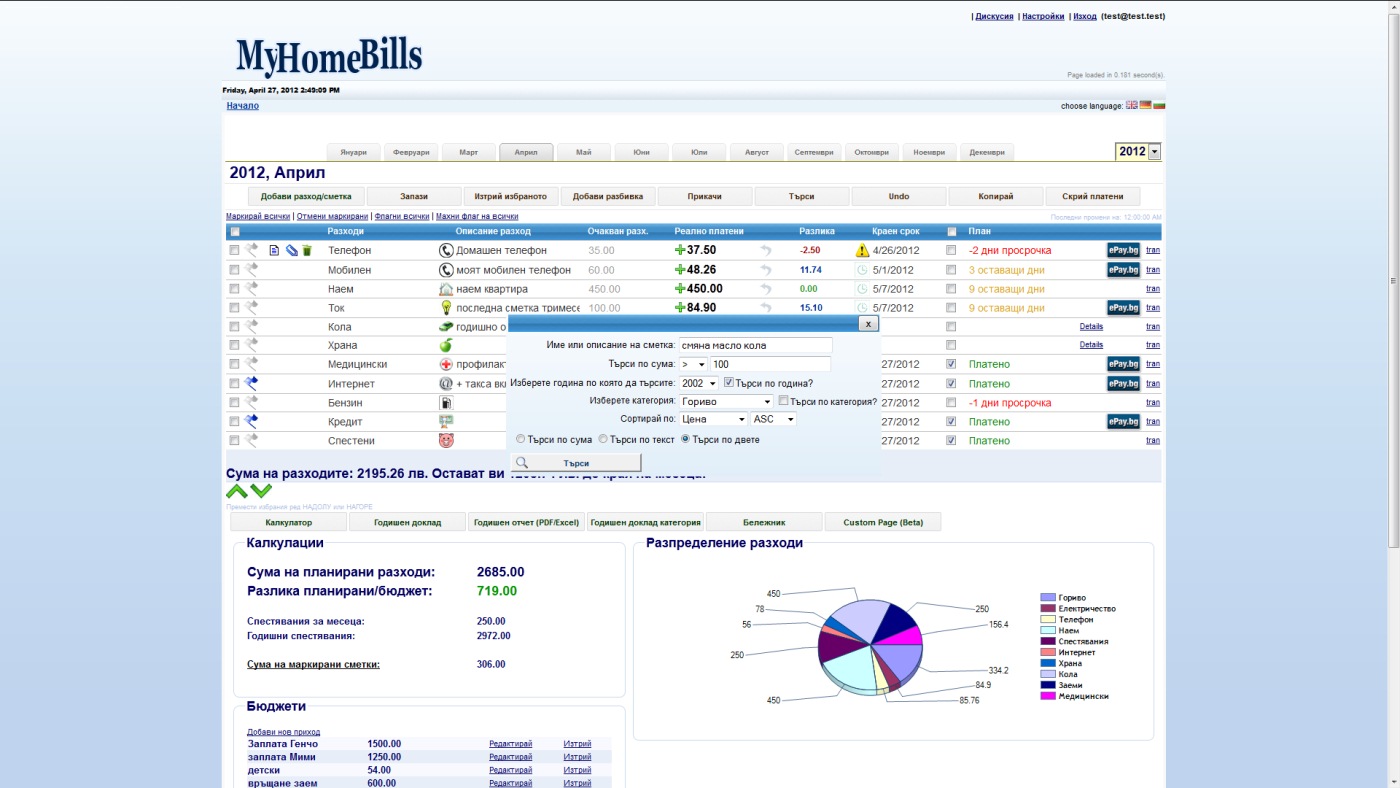 | Дискусия | Настройки | Изход (test@test.test)
MyHomeBills
Page loaded in 0.181 second(s).
Friday, April 27, 2012 2:49:09 PM
Начало
choose language:
Януари Февруари Март Април Май Юни Юли Август Септември Октомври Ноември Декември 2012
2012, Април
Добави разход/сметка Запази Изтрий избраното Добави разбивка Прикачи Търси Undo Копирай Скрий платени
Маркирай всички | Отмени маркирани | Флагни всички | Махни флаг на всички
Последни промени на: 12:00:00 AM
Разходи Описание разход Очакван разх. Реално платени Разлика Краен срок План
Телефон Домашен телефон 35.00 37.50 -2.50 4/26/2012 -2 дни просрочка ePay.bg tran
Мобилен моят мобилен телефон 60.00 48.26 11.74 5/1/2012 3 оставащи дни ePay.bg tran
Наем наем квартира 450.00 450.00 0.00 5/7/2012 9 оставащи дни tran
Ток последна сметка тримесе 100.00 84.90 15.10 5/7/2012 9 оставащи дни ePay.bg tran
Кола годишно о Details tran
Храна Details tran
Медицински профилак 27/2012 Платено ePay.bg tran
Интернет + такса вк 27/2012 Платено ePay.bg tran
Бензин 27/2012 -1 дни просрочка tran
Кредит 27/2012 Платено ePay.bg tran
Спестени 27/2012 Платено tran
x
Име или описание на сметка: смяна масло кола
Търси по сума: > 100
Изберете година по която да търсите: 2002 Търси по година?
Изберете категория: Гориво Търси по категория?
Сортирай по: Цена ASC
Търси по сума Търси по текст Търси по двете
Търси
Сума на разходите: 2195.26 лв. Остават ви
Премести избрания ред НАДОЛУ или НАГОРЕ
Калкулатор Годишен доклад Годишен отчет (PDF/Excel) Годишен доклад категория Бележник Custom Page (Beta)
Калкулации
Сума на планирани разходи: 2685.00
Разлика планирани/бюджет: 719.00
Спестявания за месеца: 250.00
Годишни спестявания: 2972.00
Сума на маркирани сметки: 306.00
Бюджети
Добави нов приход
Заплата Генчо 1500.00 Редактирай Изтрий
заплата Мими 1250.00 Редактирай Изтрий
детски 54.00 Редактирай Изтрий
връщане заем 600.00 Редактирай Изтрий
Разпределение разходи
450
78
56
250
450
250
156.4
334.2
84.9
85.76
Гориво
Електричество
Телефон
Наем
Спестявания
Интернет
Храна
Кола
Заеми
Медицински